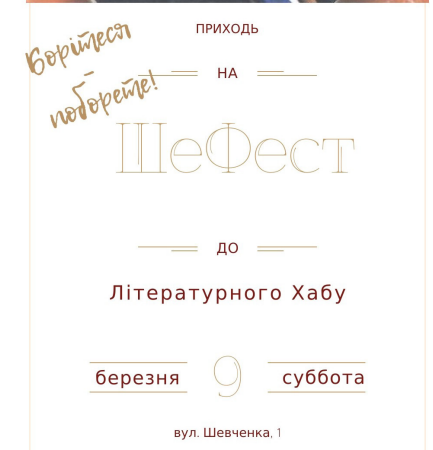 ПРИХОДЬ
Борітеся
–
поборете!
НА
ШеФест
ДО
Літературного Хабу
березня 9 суббота
вул. Шевченка, 1